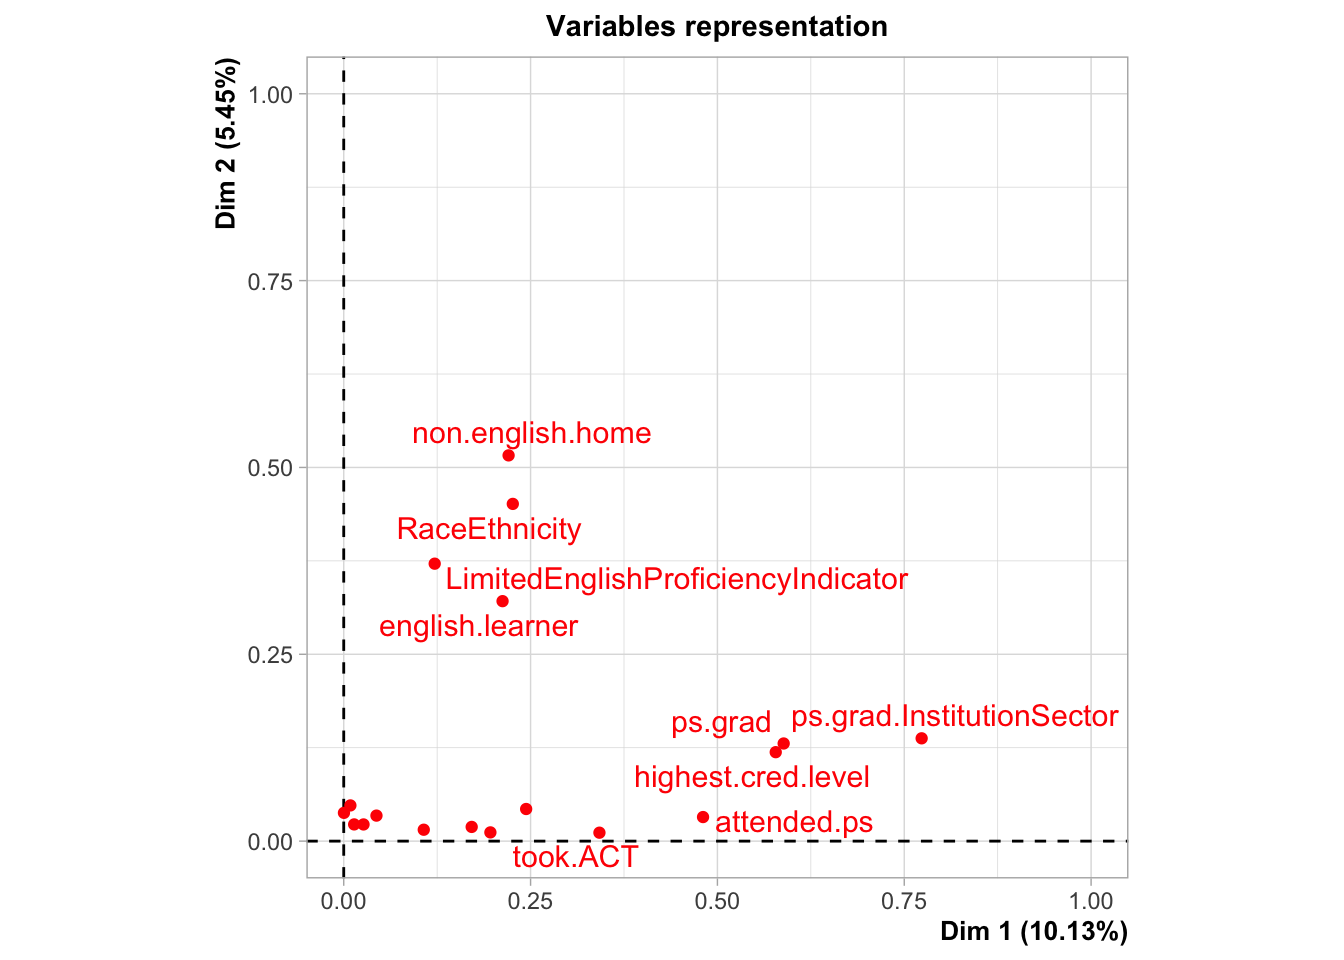 Variables representation
Dim 2 (5.45%)
1.00
0.75
0.50
0.25
0.00
non.english.home
RaceEthnicity
LimitedEnglishProficiencyIndicator
english.learner
ps.grad
ps.grad.InstitutionSector
highest.cred.level
attended.ps
took.ACT
0.00 0.25 0.50 0.75 1.00
Dim 1 (10.13%)